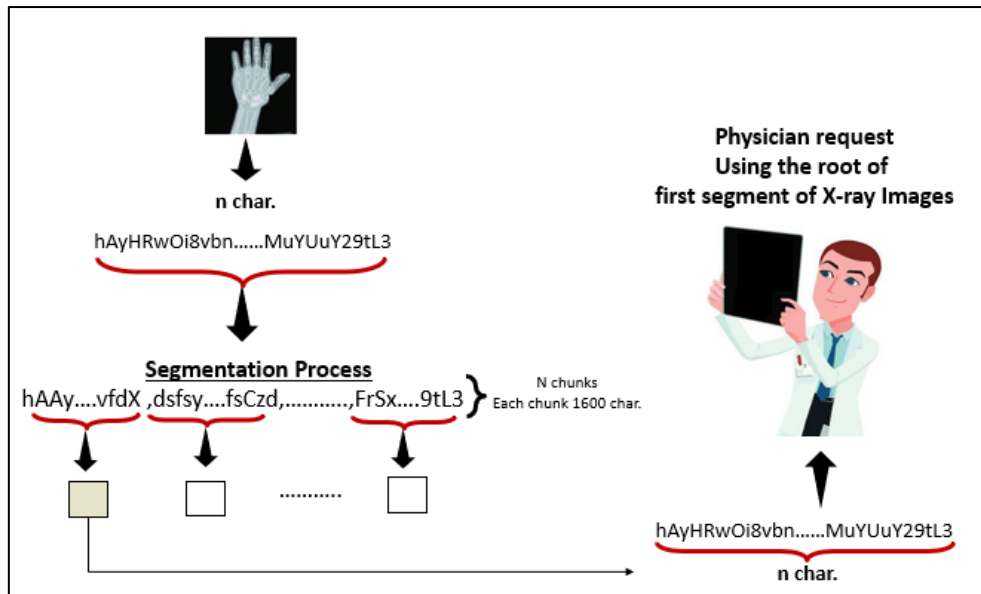 n char.
hAyHRwOi8vbn......MuYUuY29tL3
Segmentation Process
hAAy....vfdX ,dsfsy....fsCzd,...........,FrSx....9tL3
N chunks
Each chunk 1600 char.
...........
Physician request
Using the root of
first segment of X-ray Images
hAyHRwOi8vbn......MuYUuY29tL3
n char.